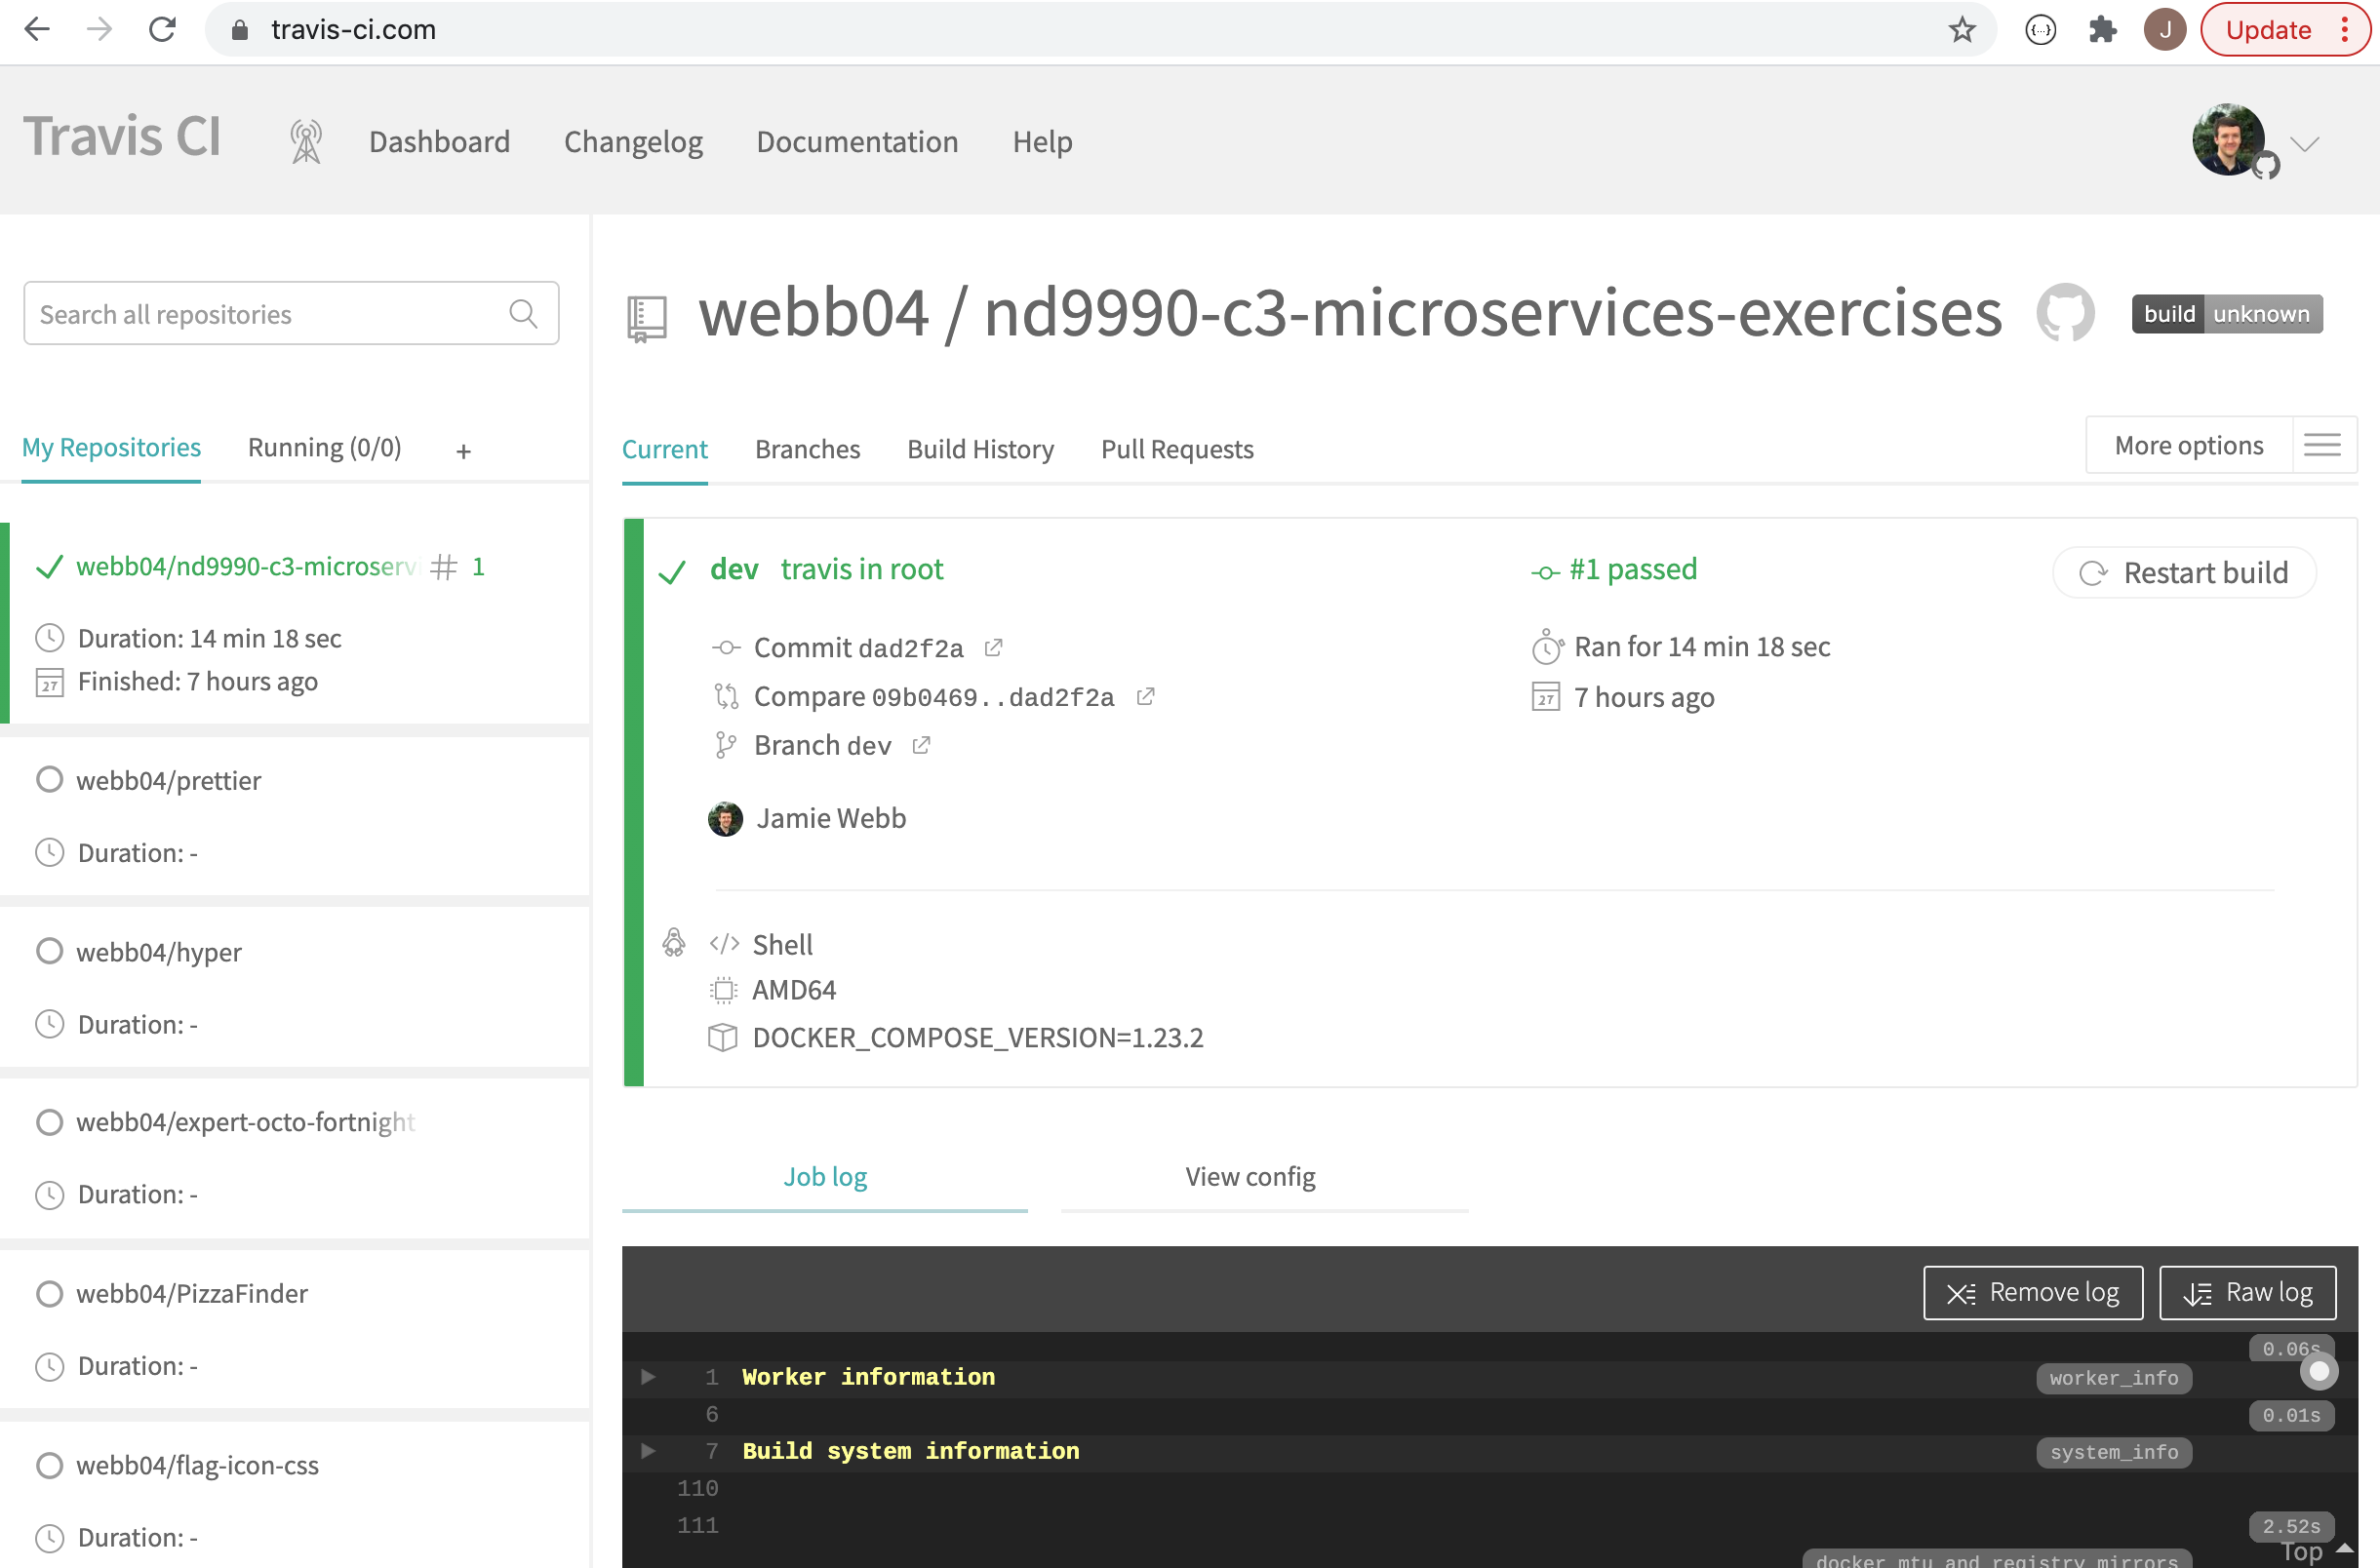 travis-ci.com
J
Update
Travis CI
Dashboard
Changelog
Documentation
Help
Search all repositories
My Repositories
Running (0/0)
+
webb04/nd9990-c3-microservi # 1
Duration: 14 min 18 sec
27 Finished: 7 hours ago
webb04/prettier
Duration: -
webb04/hyper
Duration: -
webb04/expert-octo-fortnight
Duration: -
webb04/PizzaFinder
Duration: -
webb04/flag-icon-css
Duration: -
webb04 / nd9990-c3-microservices-exercises
build unknown
Current
Branches
Build History
Pull Requests
More options
dev travis in root
Commit dad2f2a
Compare 09b0469..dad2f2a
Branch dev
Jamie Webb
#1 passed
Ran for 14 min 18 sec
27 7 hours ago
Restart build
</> Shell
AMD64
DOCKER_COMPOSE_VERSION=1.23.2
Job log
View config
Remove log
Raw log
0.06s
1 Worker information worker_info
6 0.01s
7 Build system information system_info
110
111 2.52s
docker_mtu_and_registry_mirrors
Top